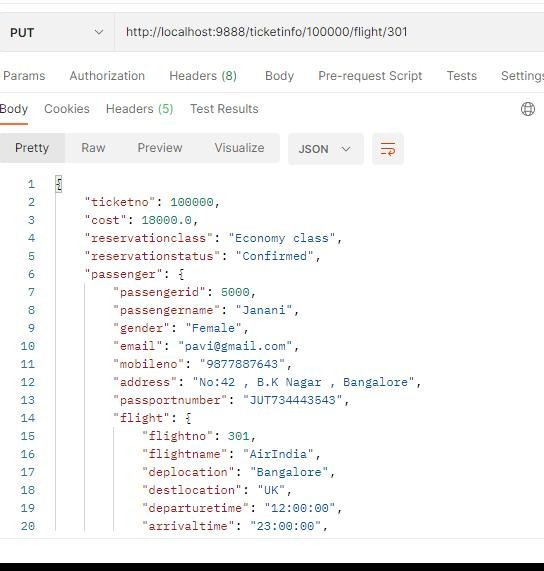 PUT http://localhost:9888/ticketinfo/100000/flight/301
Params Authorization Headers (8) Body Pre-request Script Tests Settings
Body Cookies Headers (5) Test Results
Pretty Raw Preview Visualize JSON
1 {
2 "ticketno": 100000,
3 "cost": 18000.0,
4 "reservationclass": "Economy class",
5 "reservationstatus": "Confirmed",
6 "passenger": {
7 "passengerid": 5000,
8 "passengername": "Janani",
9 "gender": "Female",
10 "email": "pavi@gmail.com",
11 "mobileno": "9877887643",
12 "address": "No:42 , B.K Nagar , Bangalore",
13 "passportnumber": "JUT734443543",
14 "flight": {
15 "flightno": 301,
16 "flightname": "AirIndia",
17 "deplocation": "Bangalore",
18 "destlocation": "UK",
19 "departuretime": "12:00:00",
20 "arrivaltime": "23:00:00",